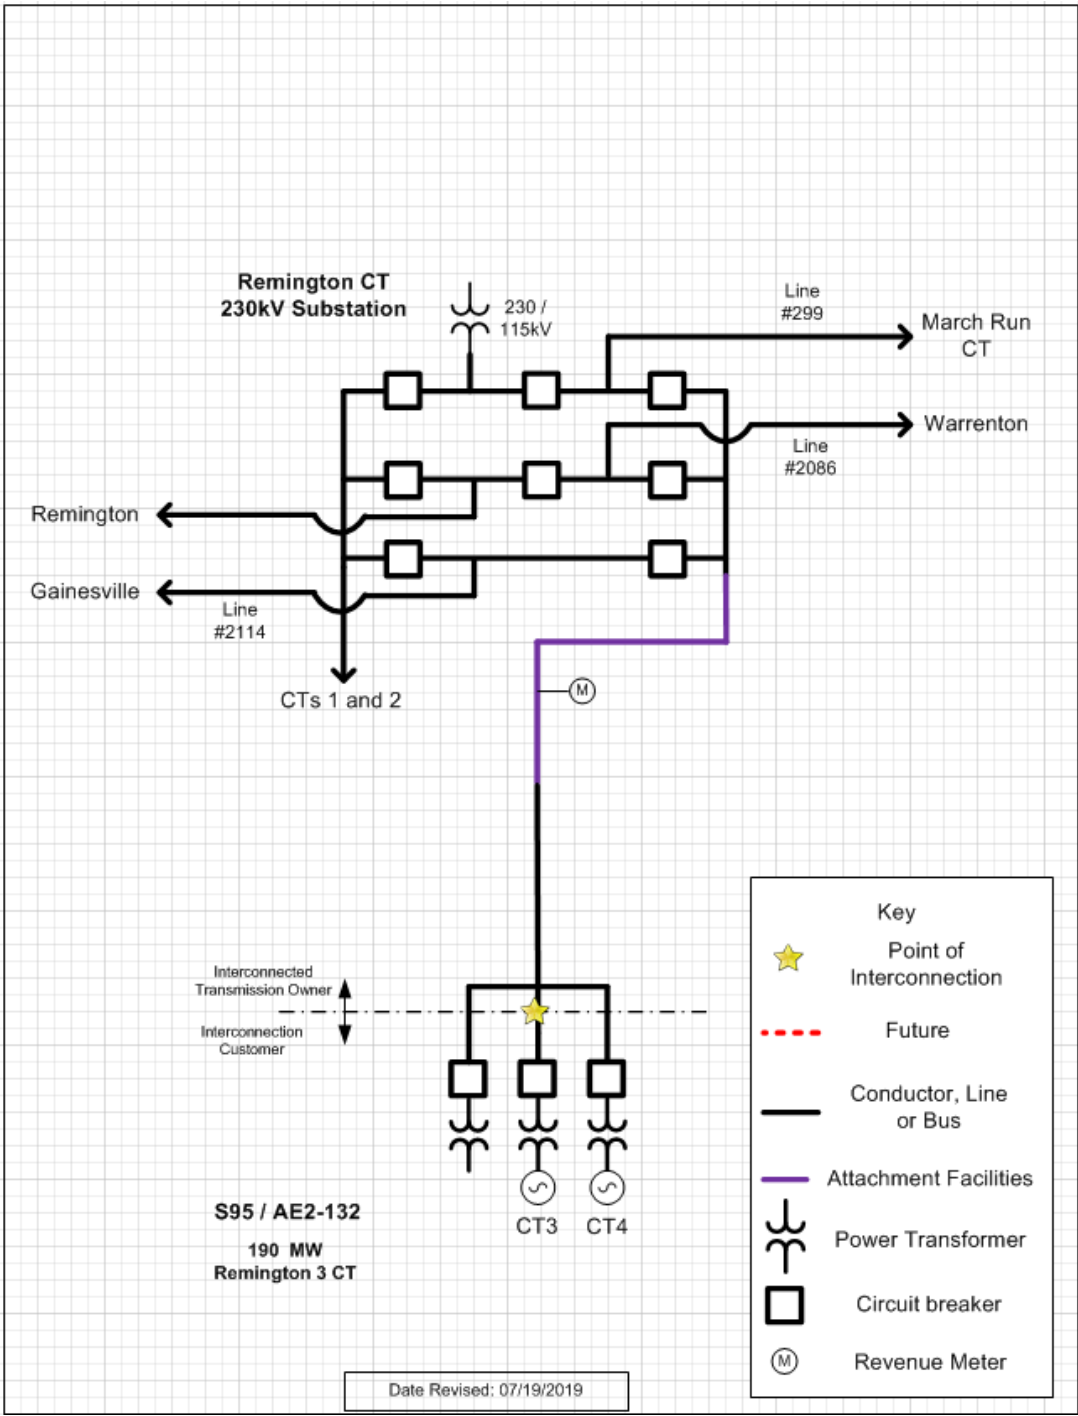 Remington CT
230kV Substation
230 /
115kV
Line
#299
March Run
CT
Warrenton
Line
#2086
Remington
Gainesville
Line
#2114
CTs 1 and 2
M
Interconnected
Transmission Owner
Interconnection
Customer
CT3
CT4
S95 / AE2-132
190 MW
Remington 3 CT
Key
Point of
Interconnection
Future
Conductor, Line
or Bus
Attachment Facilities
Power Transformer
Circuit breaker
M
Revenue Meter
Date Revised: 07/19/2019